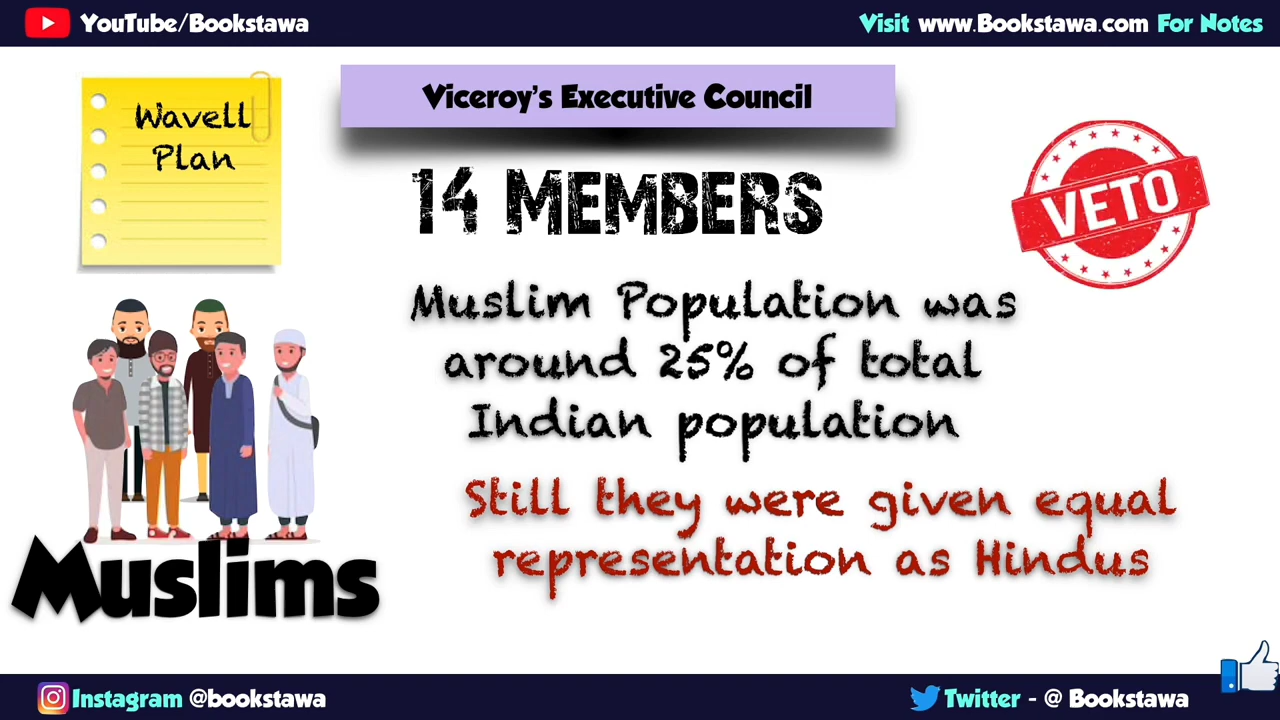 YouTube/Bookstawa
Visit www.Bookstawa.com For Notes
Wavell
Plan
Viceroy's Executive Council
14 MEMBERS
VETO
Muslim Population was
around 25% of total
Indian population
Still they were given equal
representation as Hindus
Muslims
Instagram @bookstawa
Twitter - @ Bookstawa